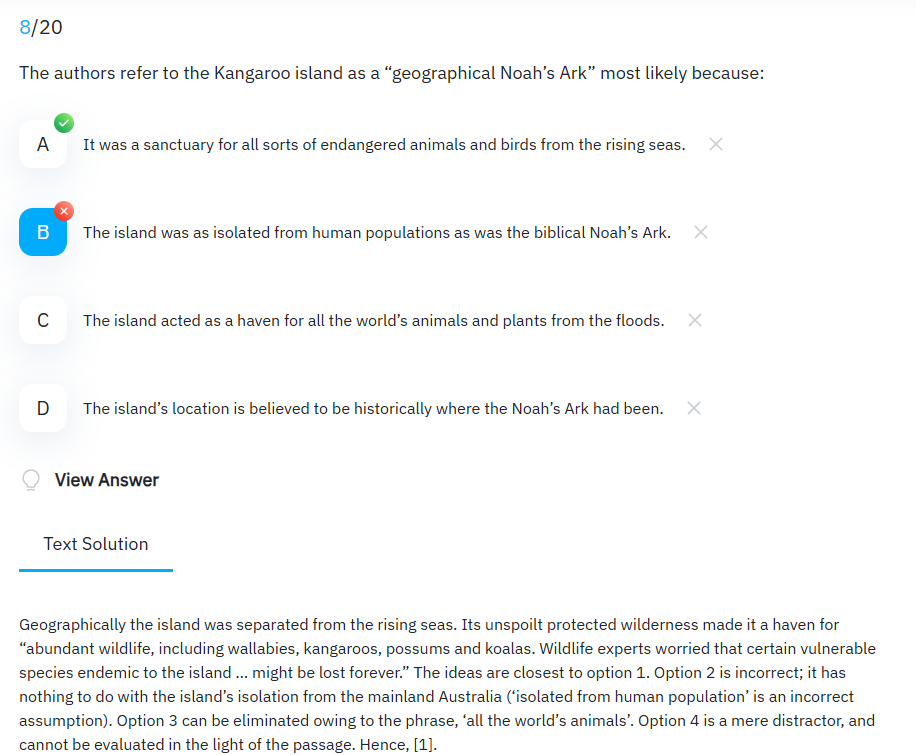 8/20
The authors refer to the Kangaroo island as a “geographical Noah’s Ark” most likely because:
A It was a sanctuary for all sorts of endangered animals and birds from the rising seas.
B The island was as isolated from human populations as was the biblical Noah’s Ark.
C The island acted as a haven for all the world’s animals and plants from the floods.
D The island’s location is believed to be historically where the Noah’s Ark had been.
View Answer
Text Solution
Geographically the island was separated from the rising seas. Its unspoilt protected wilderness made it a haven for
“abundant wildlife, including wallabies, kangaroos, possums and koalas. Wildlife experts worried that certain vulnerable
species endemic to the island ... might be lost forever.” The ideas are closest to option 1. Option 2 is incorrect; it has
nothing to do with the island’s isolation from the mainland Australia (‘isolated from human population’ is an incorrect
assumption). Option 3 can be eliminated owing to the phrase, ‘all the world’s animals’. Option 4 is a mere distractor, and
cannot be evaluated in the light of the passage. Hence, [1].